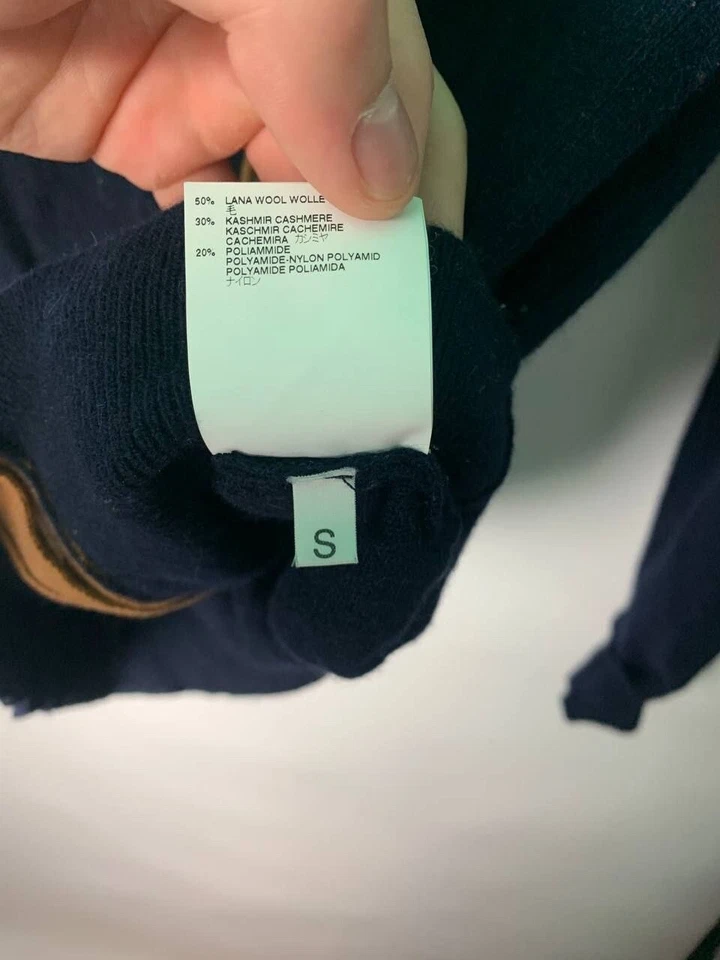 50% LANA WOOL WOLLE
毛
30% KASHMIR CASHMERE
KASCHMIR CACHEMIRE
CACHEMIRA カシミヤ
20% POLIAMMIDE
POLYAMIDE-NYLON POLYAMID
POLYAMIDE POLIAMIDA
ナイロン
S